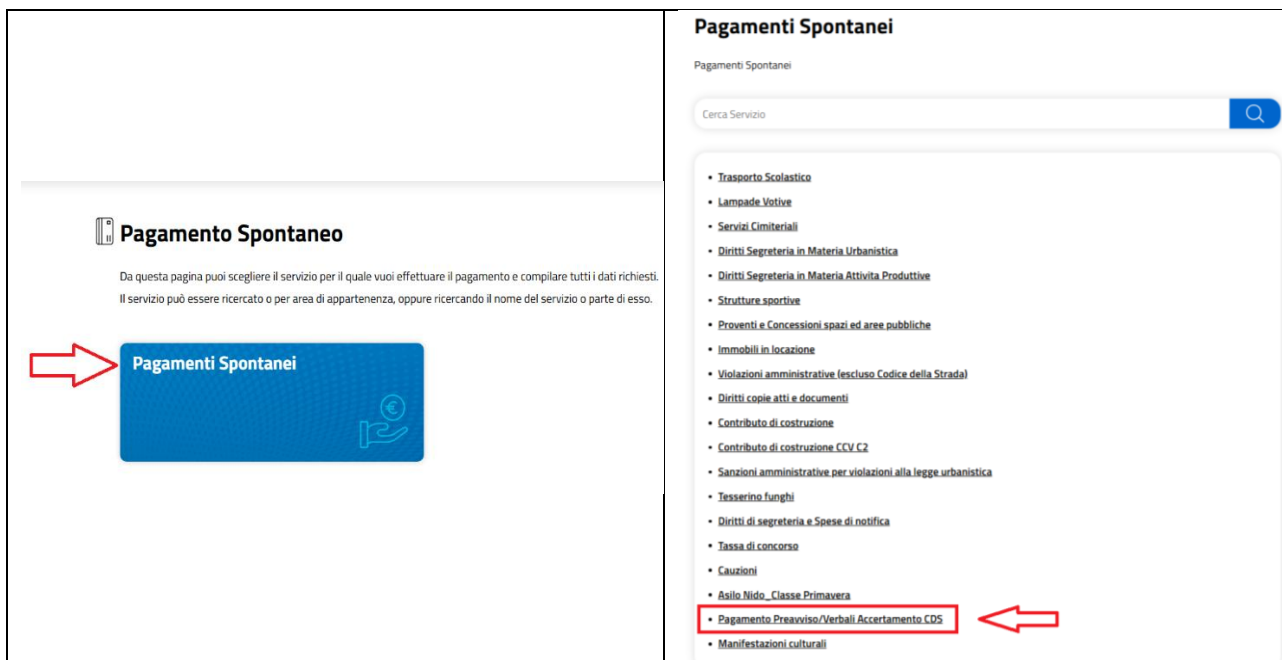 Pagamento Spontaneo
Da questa pagina puoi scegliere il servizio per il quale vuoi effettuare il pagamento e compilare tutti i dati richiesti.
Il servizio può essere ricercato o per area di appartenenza, oppure ricercando il nome del servizio o parte di esso.
Pagamenti Spontanei
Pagamenti Spontanei
Pagamenti Spontanei
Cerca Servizio
• Trasporto Scolastico
• Lampade Votive
• Servizi Cimiteriali
• Diritti Segreteria in Materia Urbanistica
• Diritti Segreteria in Materia Attivita Produttive
• Strutture sportive
• Proventi e Concessioni spazi ed aree pubbliche
• Immobili in locazione
• Violazioni amministrative (escluso Codice della Strada)
• Diritti copie atti e documenti
• Contributo di costruzione
• Contributo di costruzione CCV C2
• Sanzioni amministrative per violazioni alla legge urbanistica
• Tesserino funghi
• Diritti di segreteria e Spese di notifica
• Tassa di concorso
• Cauzioni
• Asilo Nido_Classe Primavera
• Pagamento Preavviso/Verbali Accertamento CDS
• Manifestazioni culturali